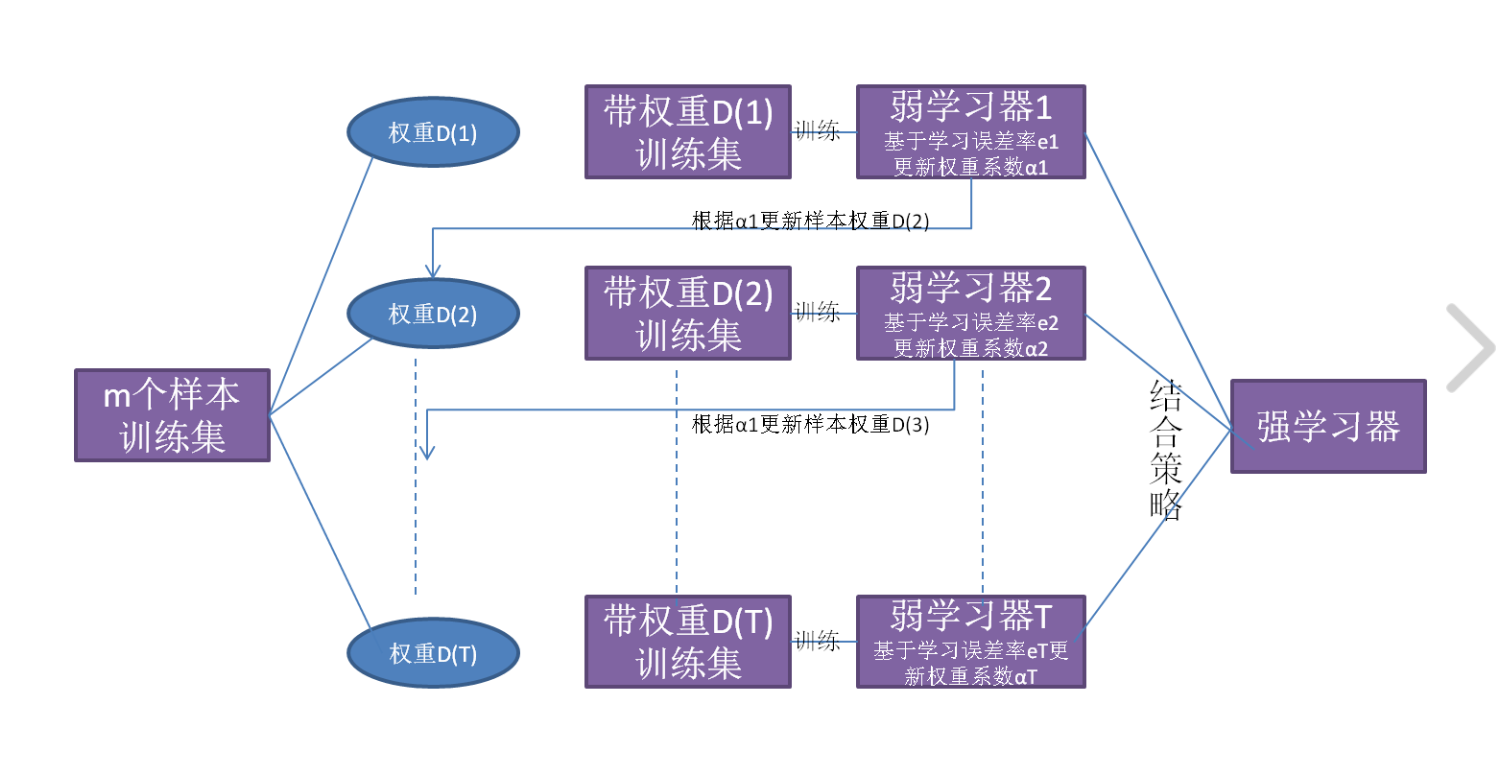 权重D(1)
带权重D(1)
训练集
训练
弱学习器1
基于学习误差率e1
更新权重系数α1
根据α1更新样本权重D(2)
权重D(2)
带权重D(2)
训练集
训练
弱学习器2
基于学习误差率e2
更新权重系数α2
m个样本
训练集
根据α1更新样本权重D(3)
结
合
策
略
强学习器
权重D(T)
带权重D(T)
训练集
训练
弱学习器T
基于学习误差率eT更
新权重系数αT